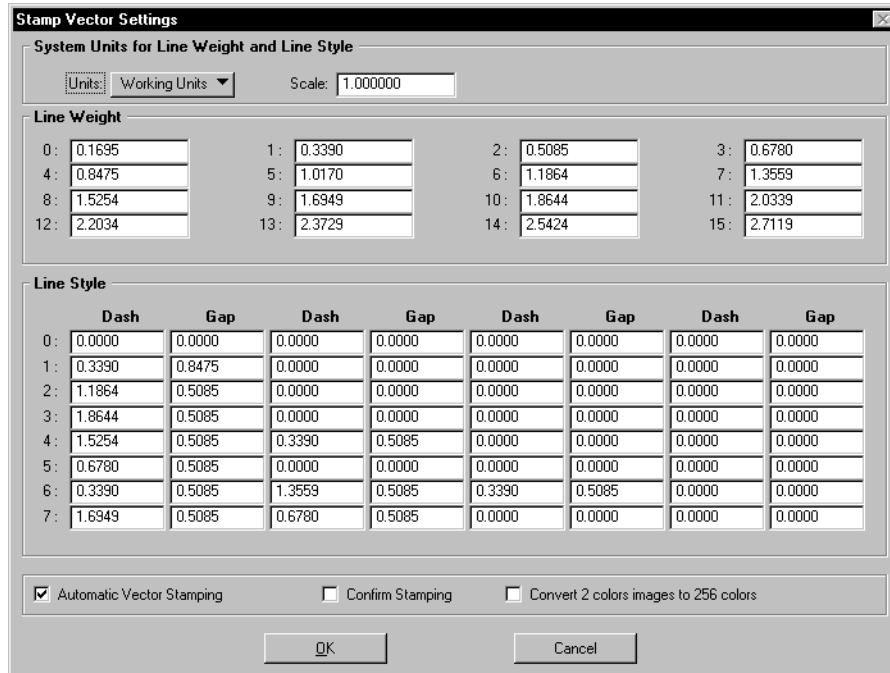 Stamp Vector Settings
System Units for Line Weight and Line Style
Units: Working Units Scale: 1.000000
Line Weight
0: 0.1695 1: 0.3390 2: 0.5085 3: 0.6780
4: 0.8475 5: 1.0170 6: 1.1864 7: 1.3559
8: 1.5254 9: 1.6949 10: 1.8644 11: 2.0339
12: 2.2034 13: 2.3729 14: 2.5424 15: 2.7119
Line Style
Dash Gap Dash Gap Dash Gap Dash Gap
0: 0.0000 0.0000 0.0000 0.0000 0.0000 0.0000 0.0000 0.0000
1: 0.3390 0.8475 0.0000 0.0000 0.0000 0.0000 0.0000 0.0000
2: 1.1864 0.5085 0.0000 0.0000 0.0000 0.0000 0.0000 0.0000
3: 1.8644 0.5085 0.0000 0.0000 0.0000 0.0000 0.0000 0.0000
4: 1.5254 0.5085 0.3390 0.5085 0.0000 0.0000 0.0000 0.0000
5: 0.6780 0.5085 0.0000 0.0000 0.0000 0.0000 0.0000 0.0000
6: 0.3390 0.5085 1.3559 0.5085 0.3390 0.5085 0.0000 0.0000
7: 1.6949 0.5085 0.6780 0.5085 0.0000 0.0000 0.0000 0.0000
Automatic Vector Stamping Confirm Stamping Convert 2 colors images to 256 colors
OK Cancel